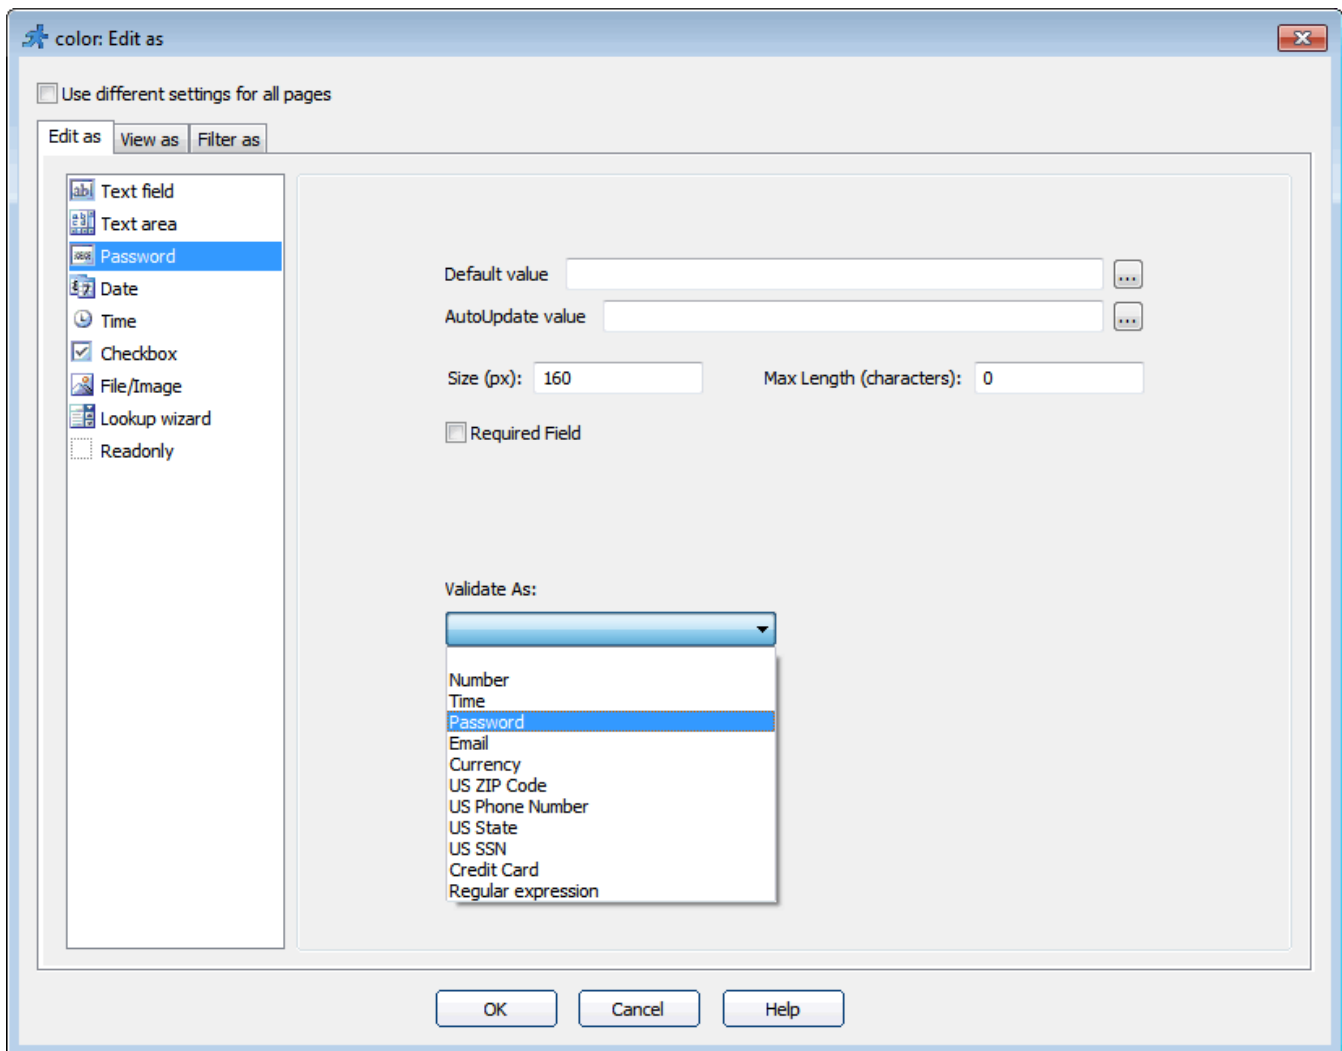 color: Edit as
Use different settings for all pages
Edit as View as Filter as
Text field
Text area
Password
Date
Time
Checkbox
File/Image
Lookup wizard
Readonly
Default value ...
AutoUpdate value ...
Size (px): 160 Max Length (characters): 0
Required Field
Validate As:
Number
Time
Password
Email
Currency
US ZIP Code
US Phone Number
US State
US SSN
Credit Card
Regular expression
OK Cancel Help